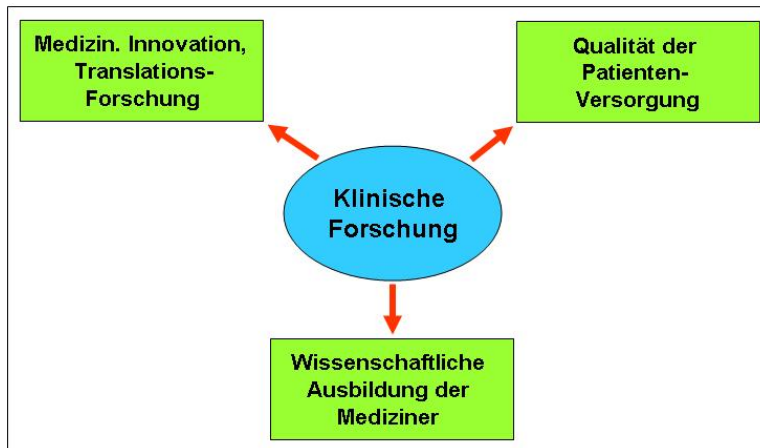 Medizin. Innovation,
Translations-
Forschung
Qualität der
Patienten-
Versorgung
Klinische
Forschung
Wissenschaftliche
Ausbildung der
Mediziner